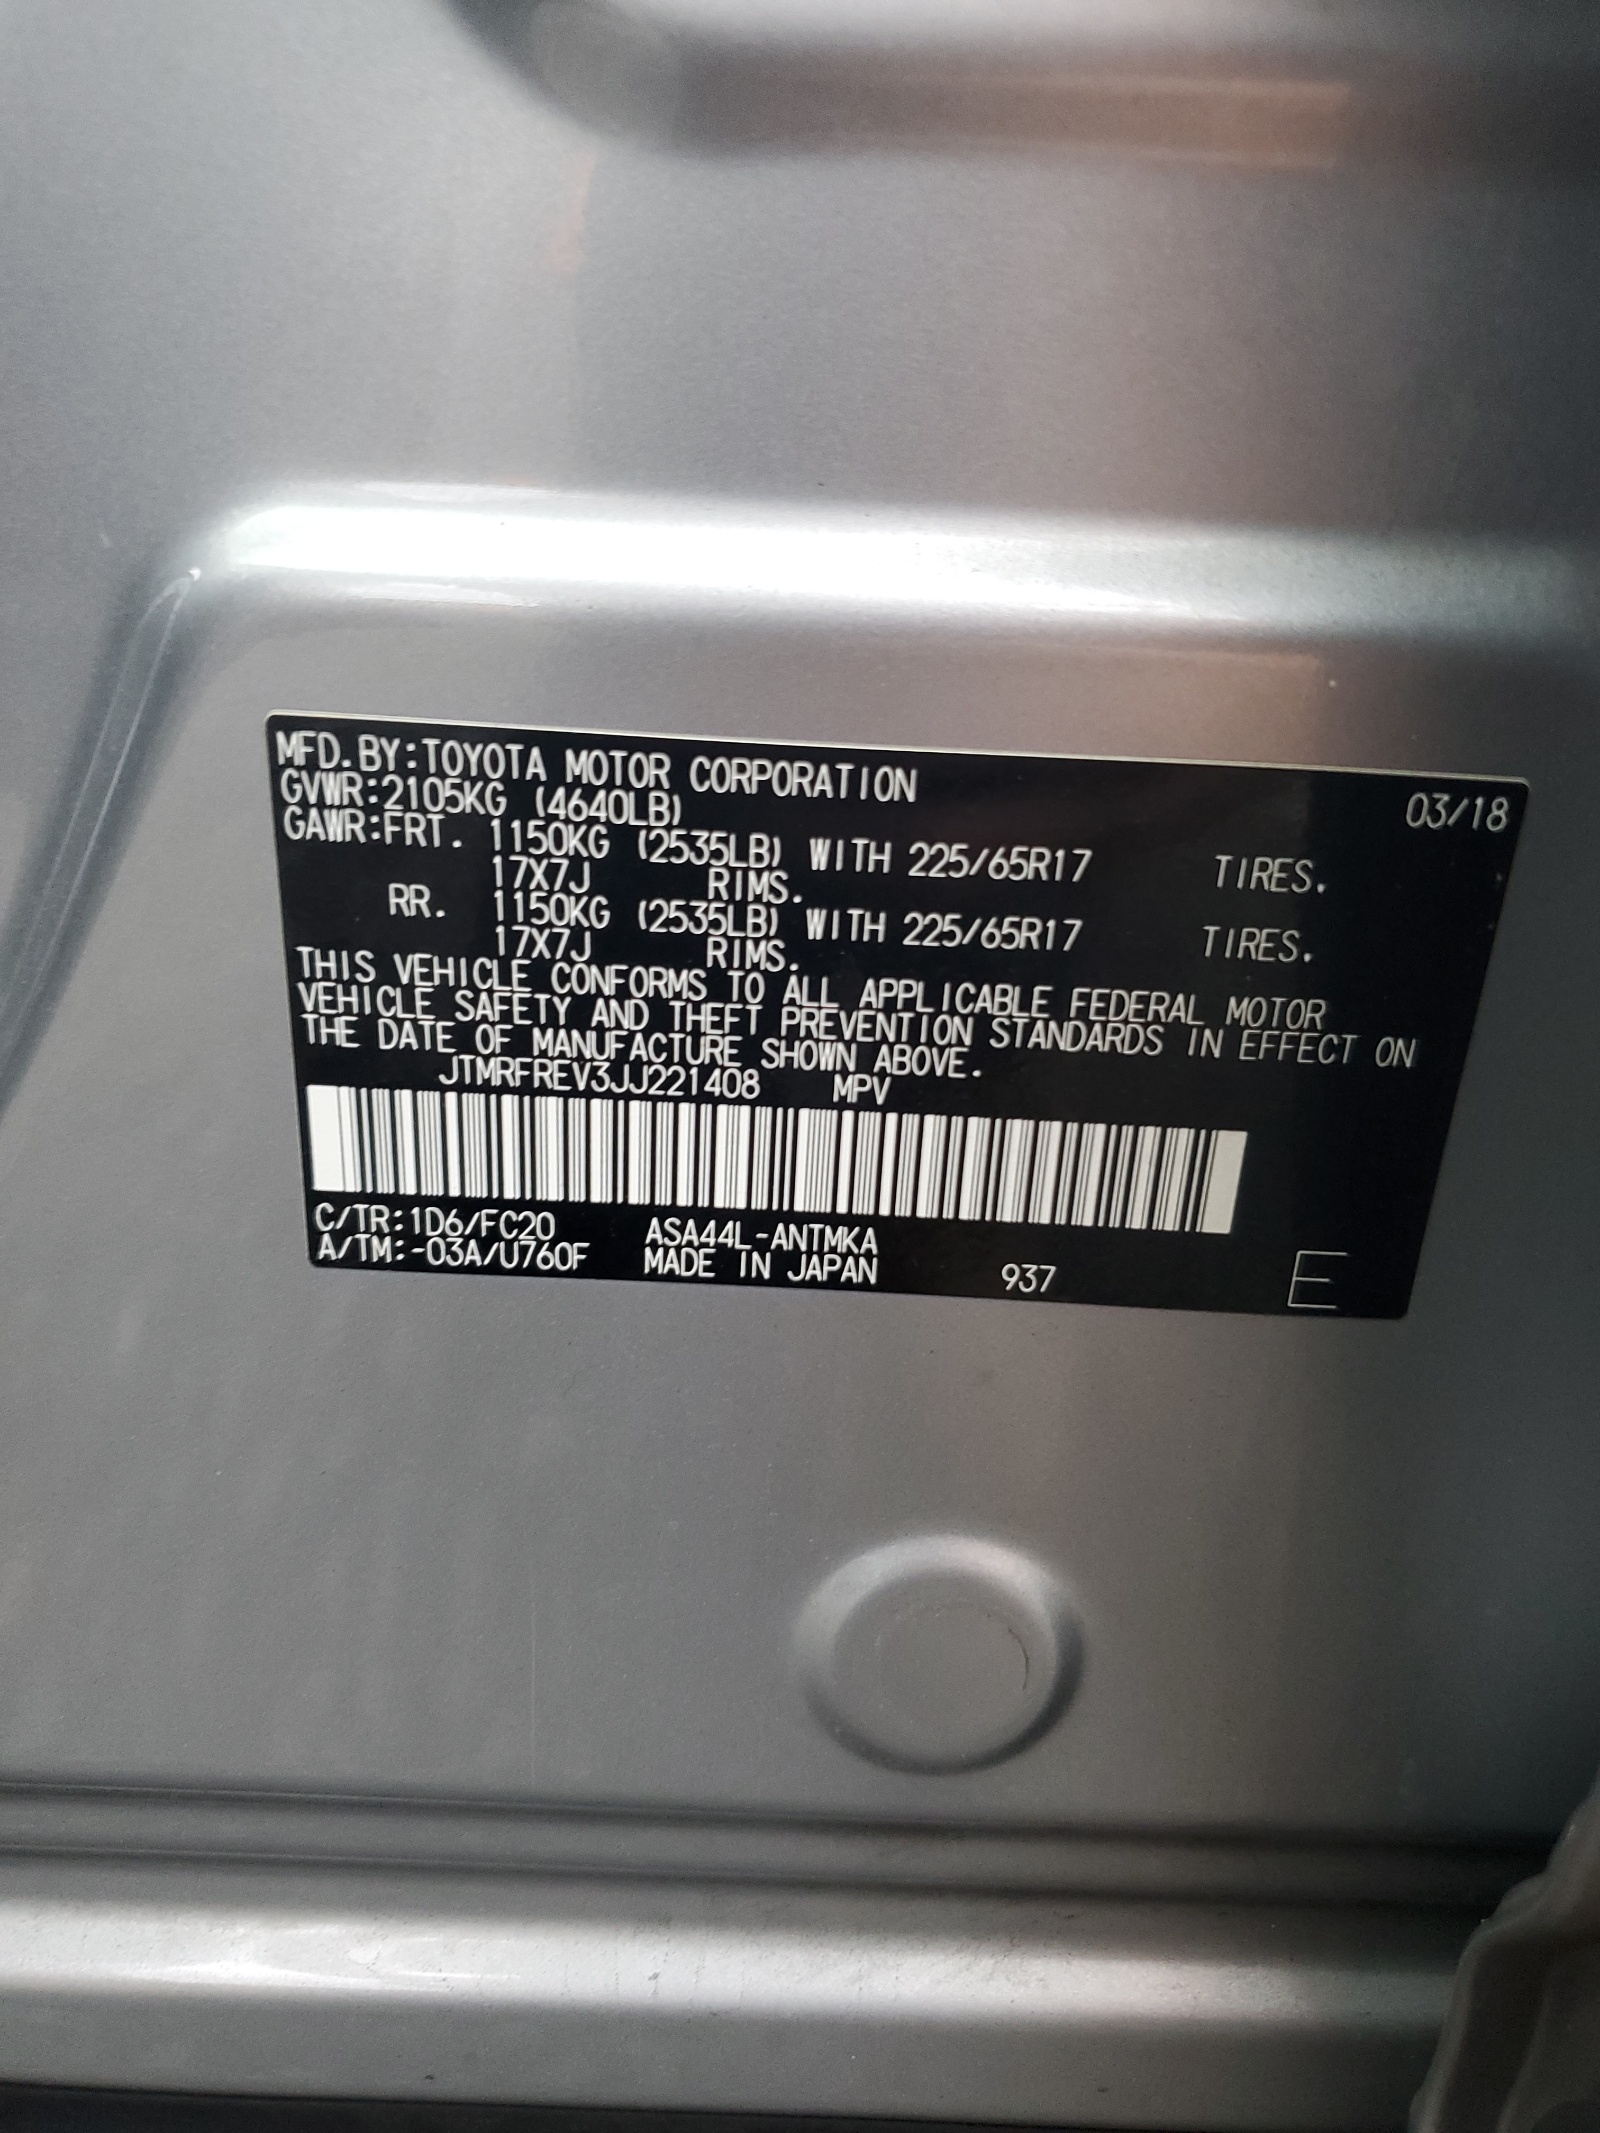 MFD.BY:TOYOTA MOTOR CORPORATION 03/18
GVWR:2105KG (4640LB)
GAWR:FRT. 1150KG (2535LB) WITH 225/65R17 TIRES.
17X7J RIMS.
RR. 1150KG (2535LB) WITH 225/65R17 TIRES.
17X7J RIMS.
THIS VEHICLE CONFORMS TO ALL APPLICABLE FEDERAL MOTOR
VEHICLE SAFETY AND THEFT PREVENTION STANDARDS IN EFFECT ON
THE DATE OF MANUFACTURE SHOWN ABOVE.
JTMRFREV3JJ221408 MPV
C/TR:1D6/FC20 ASA44L-ANTMKA
A/TM:-03A/U760F MADE IN JAPAN 937 E